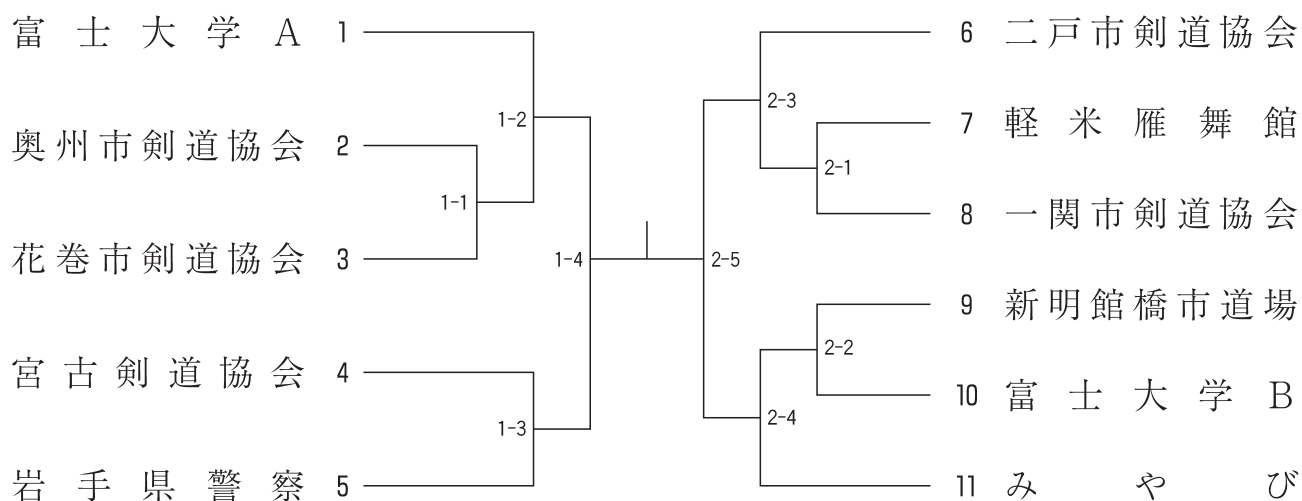 富士大学A 1
奥州市剣道協会 2
花巻市剣道協会 3
宮古剣道協会 4
岩手県警察 5
1-2
1-1
1-4
1-3
2-3
2-1
2-5
2-2
2-4
6 二戸市剣道協会
7 軽米雁舞館
8 一関市剣道協会
9 新明館橋市道場
10 富士大学B
11 みやび